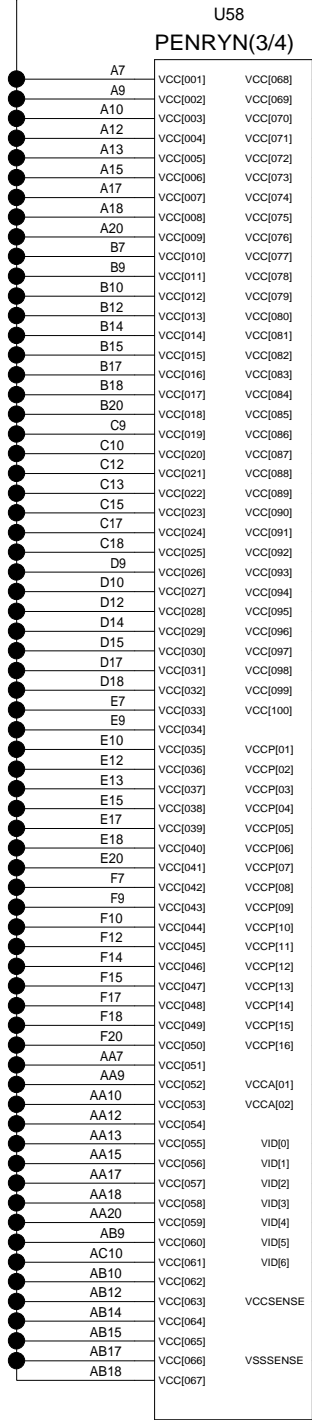 U58
PENRYN(3/4)
A7 VCC[001] VCC[068]
A9 VCC[002] VCC[069]
A10 VCC[003] VCC[070]
A12 VCC[004] VCC[071]
A13 VCC[005] VCC[072]
A15 VCC[006] VCC[073]
A17 VCC[007] VCC[074]
A18 VCC[008] VCC[075]
A20 VCC[009] VCC[076]
B7 VCC[010] VCC[077]
B9 VCC[011] VCC[078]
B10 VCC[012] VCC[079]
B12 VCC[013] VCC[080]
B14 VCC[014] VCC[081]
B15 VCC[015] VCC[082]
B17 VCC[016] VCC[083]
B18 VCC[017] VCC[084]
B20 VCC[018] VCC[085]
C9 VCC[019] VCC[086]
C10 VCC[020] VCC[087]
C12 VCC[021] VCC[088]
C13 VCC[022] VCC[089]
C15 VCC[023] VCC[090]
C17 VCC[024] VCC[091]
C18 VCC[025] VCC[092]
D9 VCC[026] VCC[093]
D10 VCC[027] VCC[094]
D12 VCC[028] VCC[095]
D14 VCC[029] VCC[096]
D15 VCC[030] VCC[097]
D17 VCC[031] VCC[098]
D18 VCC[032] VCC[099]
E7 VCC[033] VCC[100]
E9 VCC[034]
E10 VCC[035] VCCP[01]
E12 VCC[036] VCCP[02]
E13 VCC[037] VCCP[03]
E15 VCC[038] VCCP[04]
E17 VCC[039] VCCP[05]
E18 VCC[040] VCCP[06]
E20 VCC[041] VCCP[07]
F7 VCC[042] VCCP[08]
F9 VCC[043] VCCP[09]
F10 VCC[044] VCCP[10]
F12 VCC[045] VCCP[11]
F14 VCC[046] VCCP[12]
F15 VCC[047] VCCP[13]
F17 VCC[048] VCCP[14]
F18 VCC[049] VCCP[15]
F20 VCC[050] VCCP[16]
AA7 VCC[051]
AA9 VCC[052] VCCA[01]
AA10 VCC[053] VCCA[02]
AA12 VCC[054]
AA13 VCC[055] VID[0]
AA15 VCC[056] VID[1]
AA17 VCC[057] VID[2]
AA18 VCC[058] VID[3]
AA20 VCC[059] VID[4]
AB9 VCC[060] VID[5]
AC10 VCC[061] VID[6]
AB10 VCC[062]
AB12 VCC[063] VCCSENSE
AB14 VCC[064]
AB15 VCC[065]
AB17 VCC[066] VSSSENSE
AB18 VCC[067]